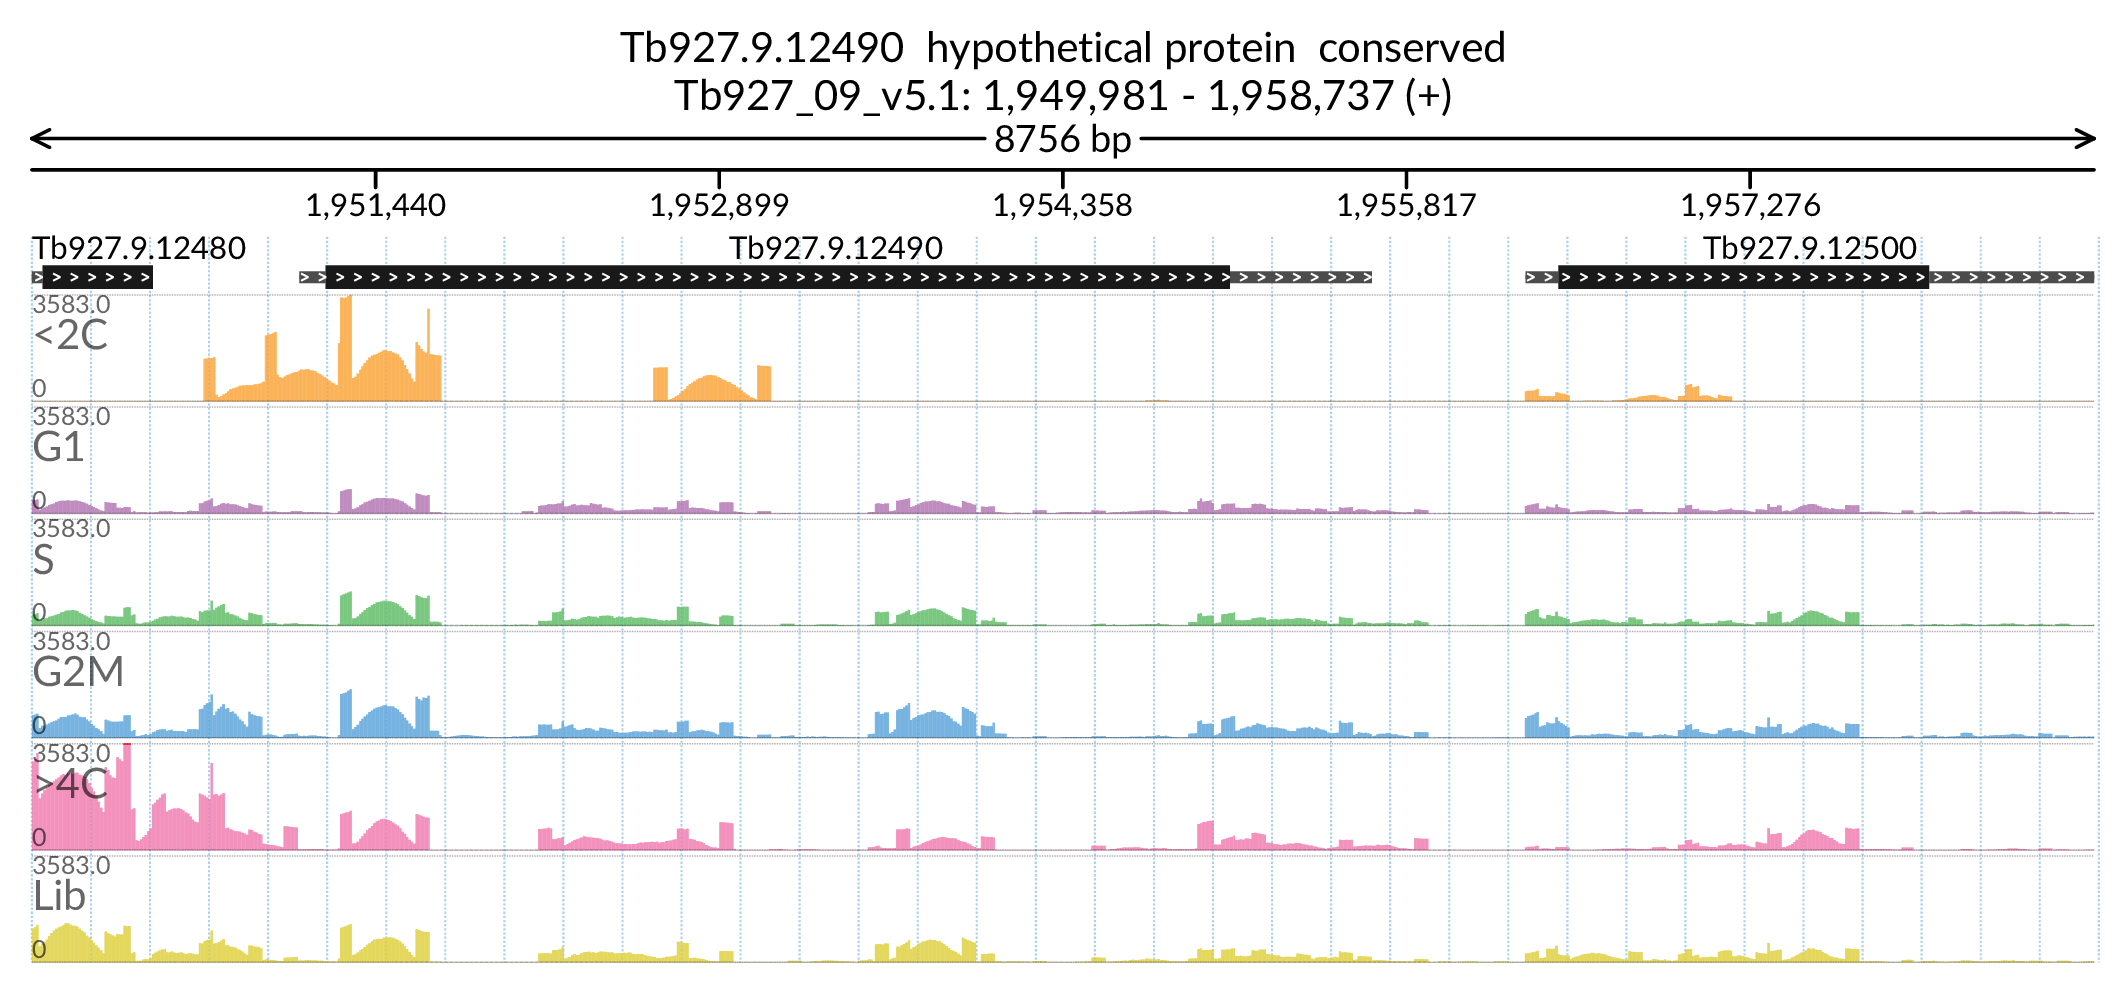 Tb927.9.12490  hypothetical protein  conserved
Tb927_09_v5.1: 1,949,981 - 1,958,737 (+)
8756 bp
1,951,440 1,952,899 1,954,358 1,955,817 1,957,276
Tb927.9.12480 Tb927.9.12490 Tb927.9.12500
3583.0
<2C
0
3583.0
G1
0
3583.0
S
0
3583.0
G2M
0
3583.0
>4C
0
3583.0
Lib
0